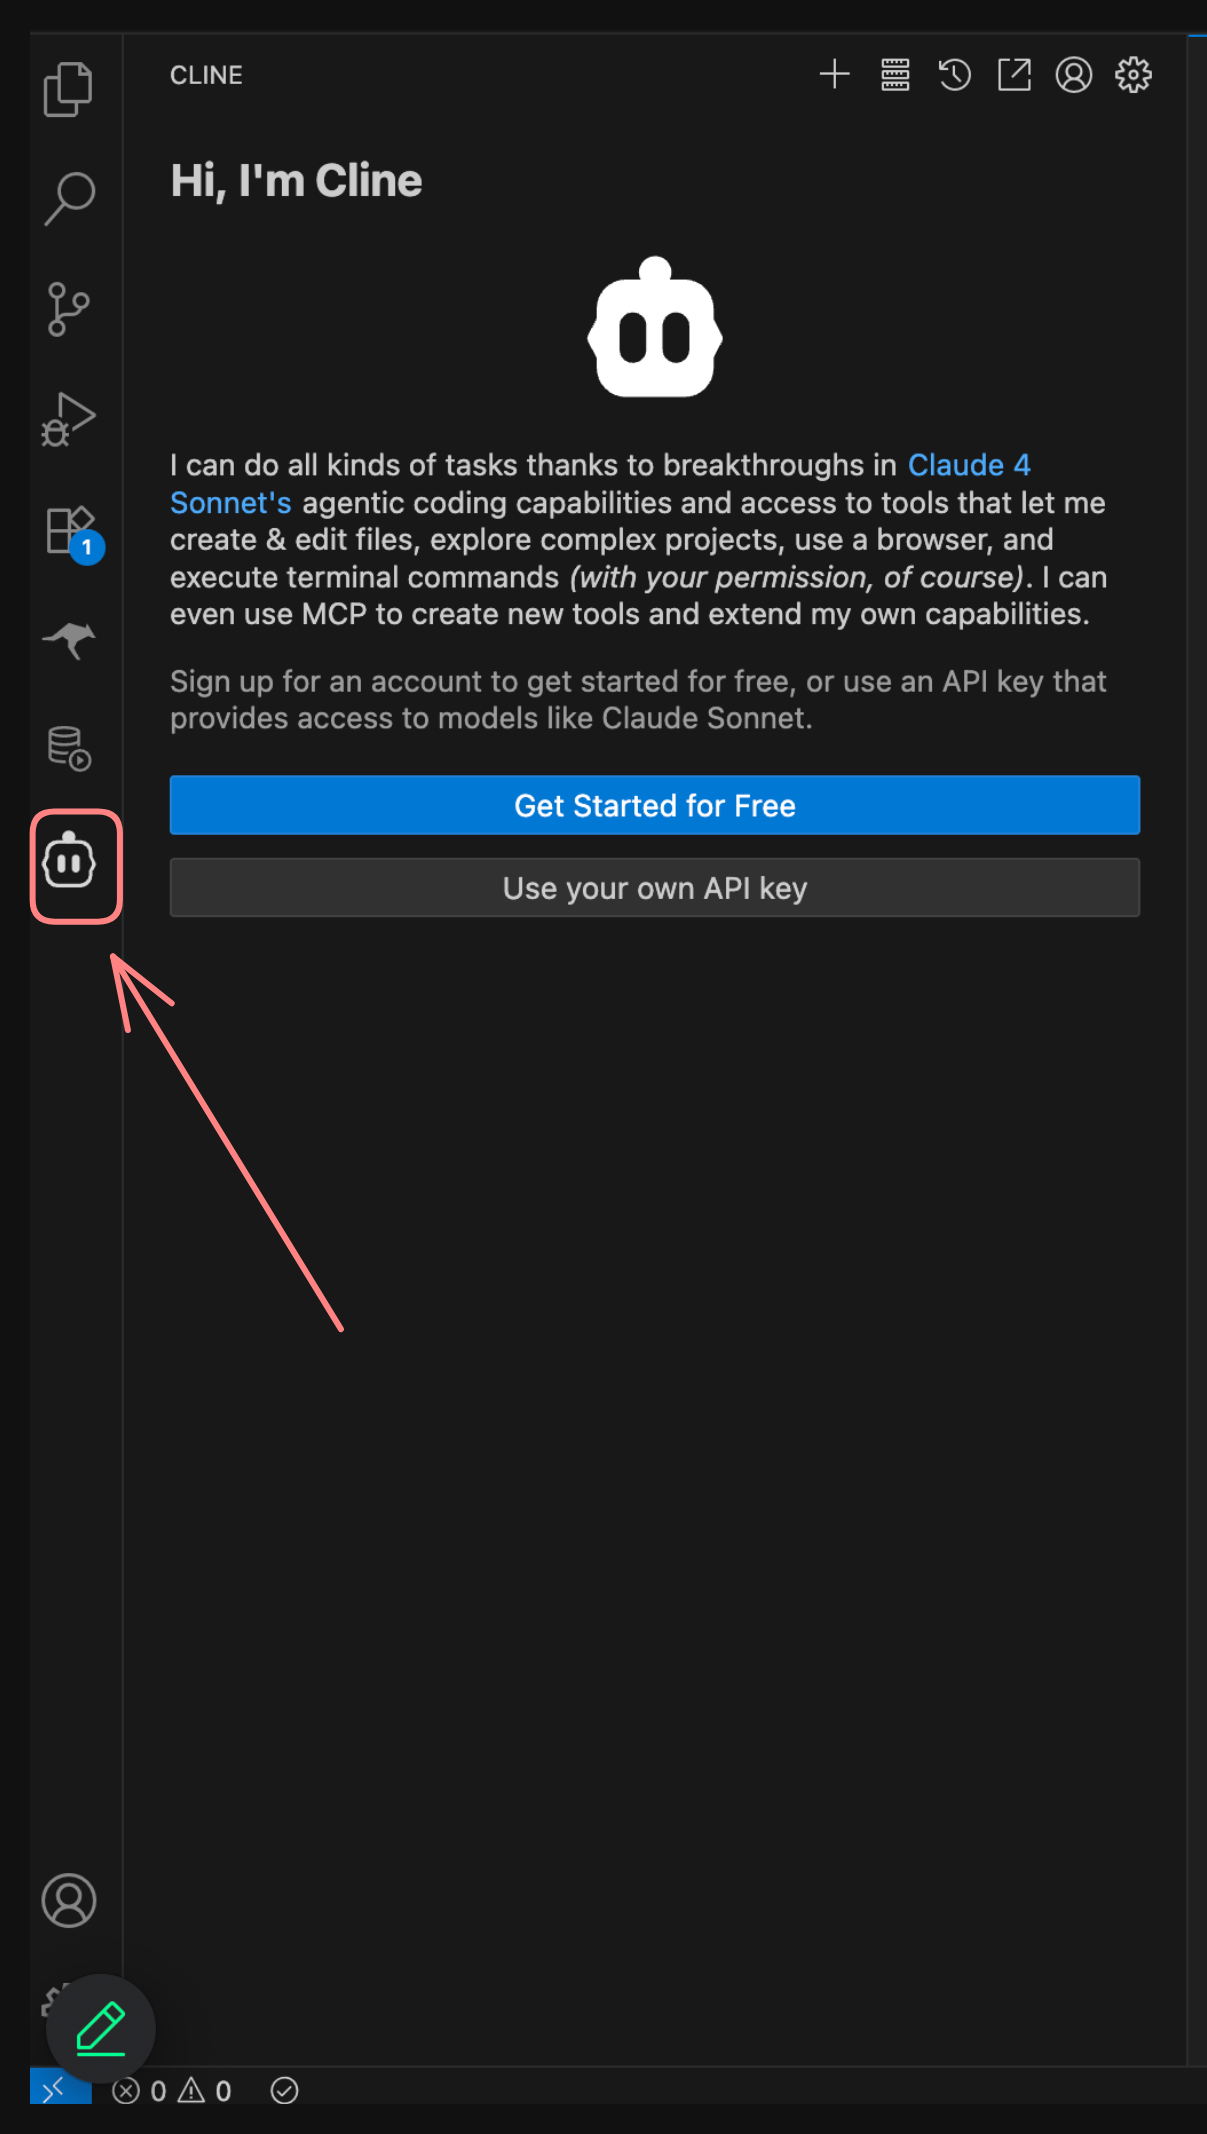 CLINE
Hi, I'm Cline
I can do all kinds of tasks thanks to breakthroughs in Claude 4
Sonnet's agentic coding capabilities and access to tools that let me
create & edit files, explore complex projects, use a browser, and
execute terminal commands (with your permission, of course). I can
even use MCP to create new tools and extend my own capabilities.
Sign up for an account to get started for free, or use an API key that
provides access to models like Claude Sonnet.
Get Started for Free
Use your own API key
1
0 0